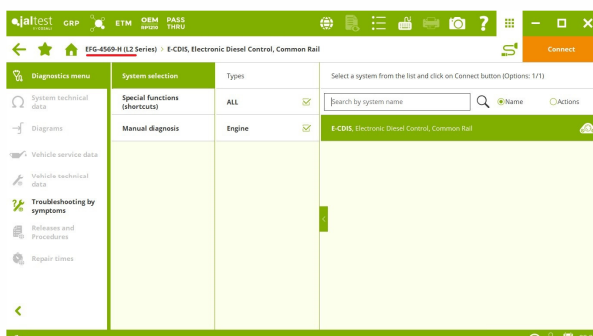 jaltest GRP ETM OEM PASS
RP1210 THRU
EFG-4569-H (L2 Series) > E-CDIS, Electronic Diesel Control, Common Rail
Connect
Diagnostics menu
System technical
data
Diagrams
Vehicle service data
Vehicle technical
data
Troubleshooting by
symptoms
Releases and
Procedures
Repair times
System selection
Special functions
(shortcuts)
Manual diagnosis
Types
ALL
Engine
Select a system from the list and click on Connect button (Options: 1/1)
Search by system name
Name
Actions
E-CDIS, Electronic Diesel Control, Common Rail